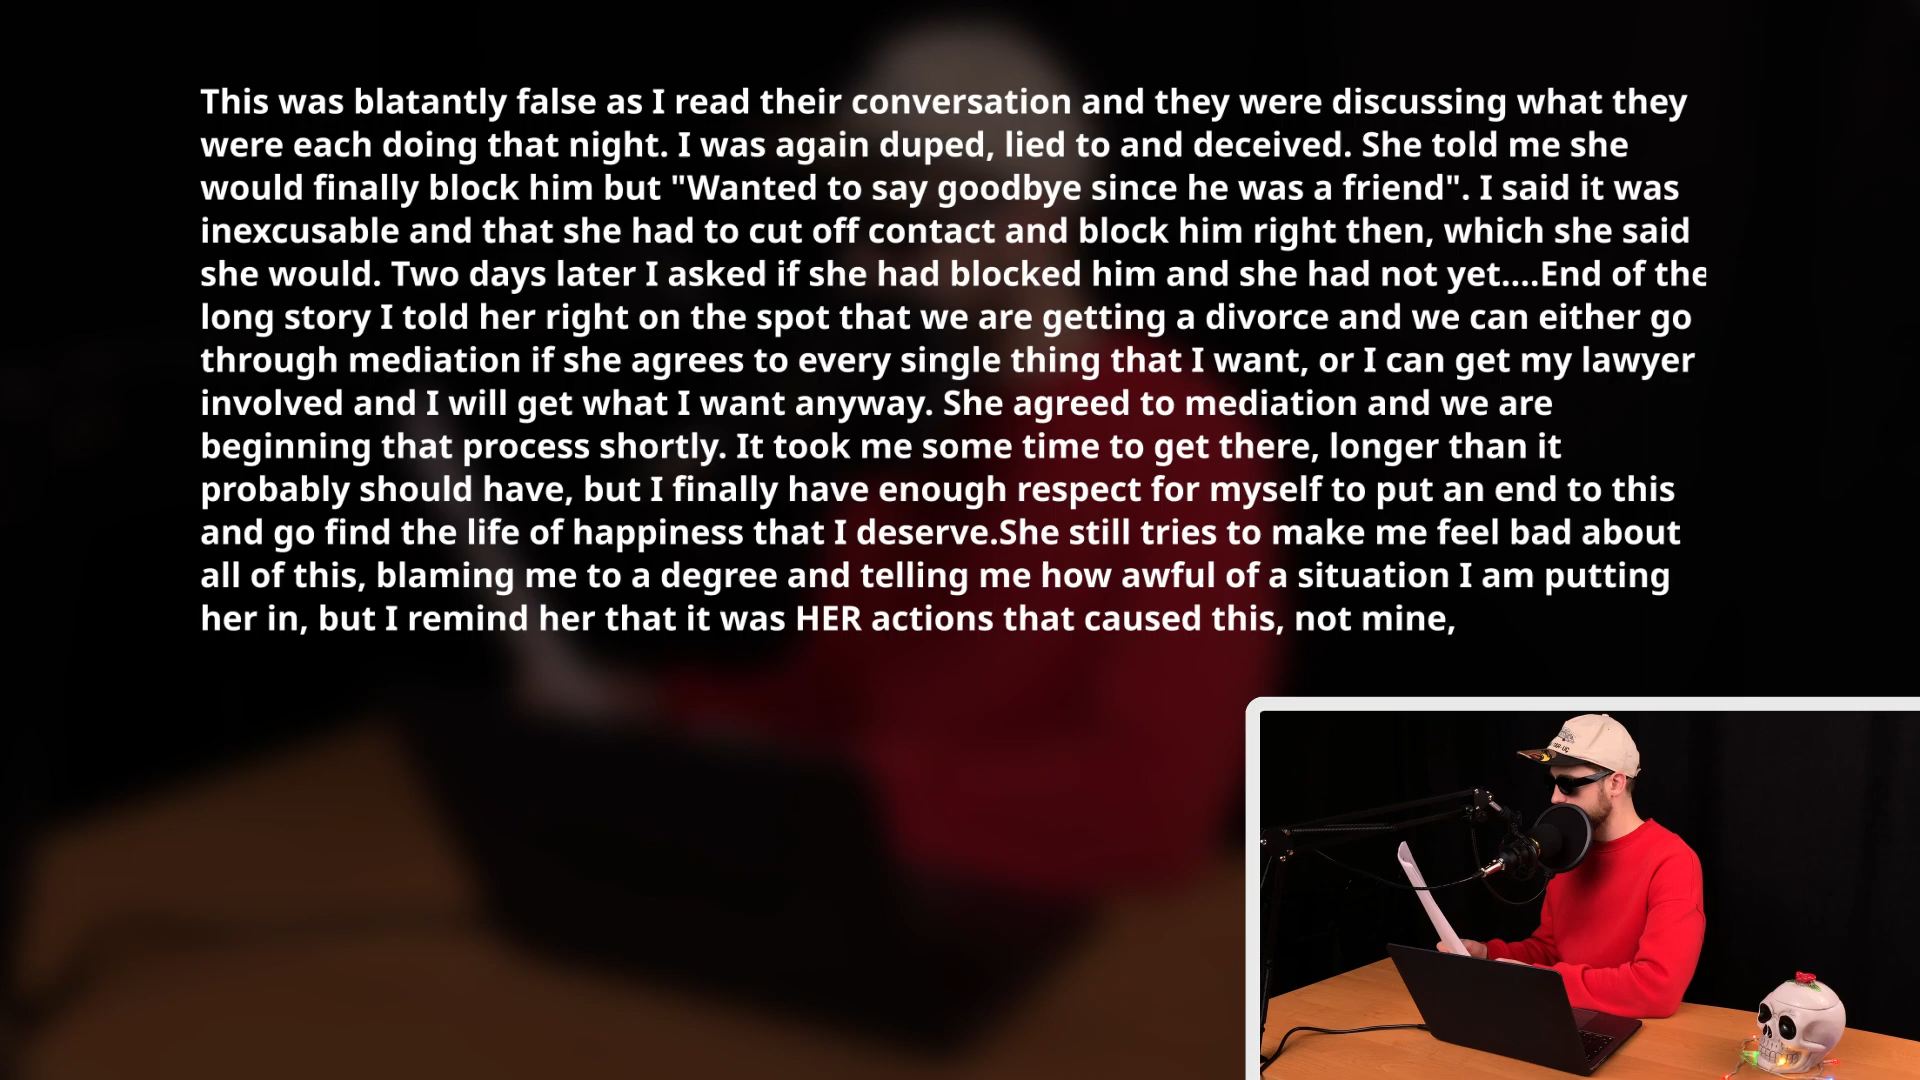 This was blatantly false as I read their conversation and they were discussing what they
were each doing that night. I was again duped, lied to and deceived. She told me she
would finally block him but "Wanted to say goodbye since he was a friend". I said it was
inexcusable and that she had to cut off contact and block him right then, which she said
she would. Two days later I asked if she had blocked him and she had not yet....End of the
long story I told her right on the spot that we are getting a divorce and we can either go
through mediation if she agrees to every single thing that I want, or I can get my lawyer
involved and I will get what I want anyway. She agreed to mediation and we are
beginning that process shortly. It took me some time to get there, longer than it
probably should have, but I finally have enough respect for myself to put an end to this
and go find the life of happiness that I deserve.She still tries to make me feel bad about
all of this, blaming me to a degree and telling me how awful of a situation I am putting
her in, but I remind her that it was HER actions that caused this, not mine,